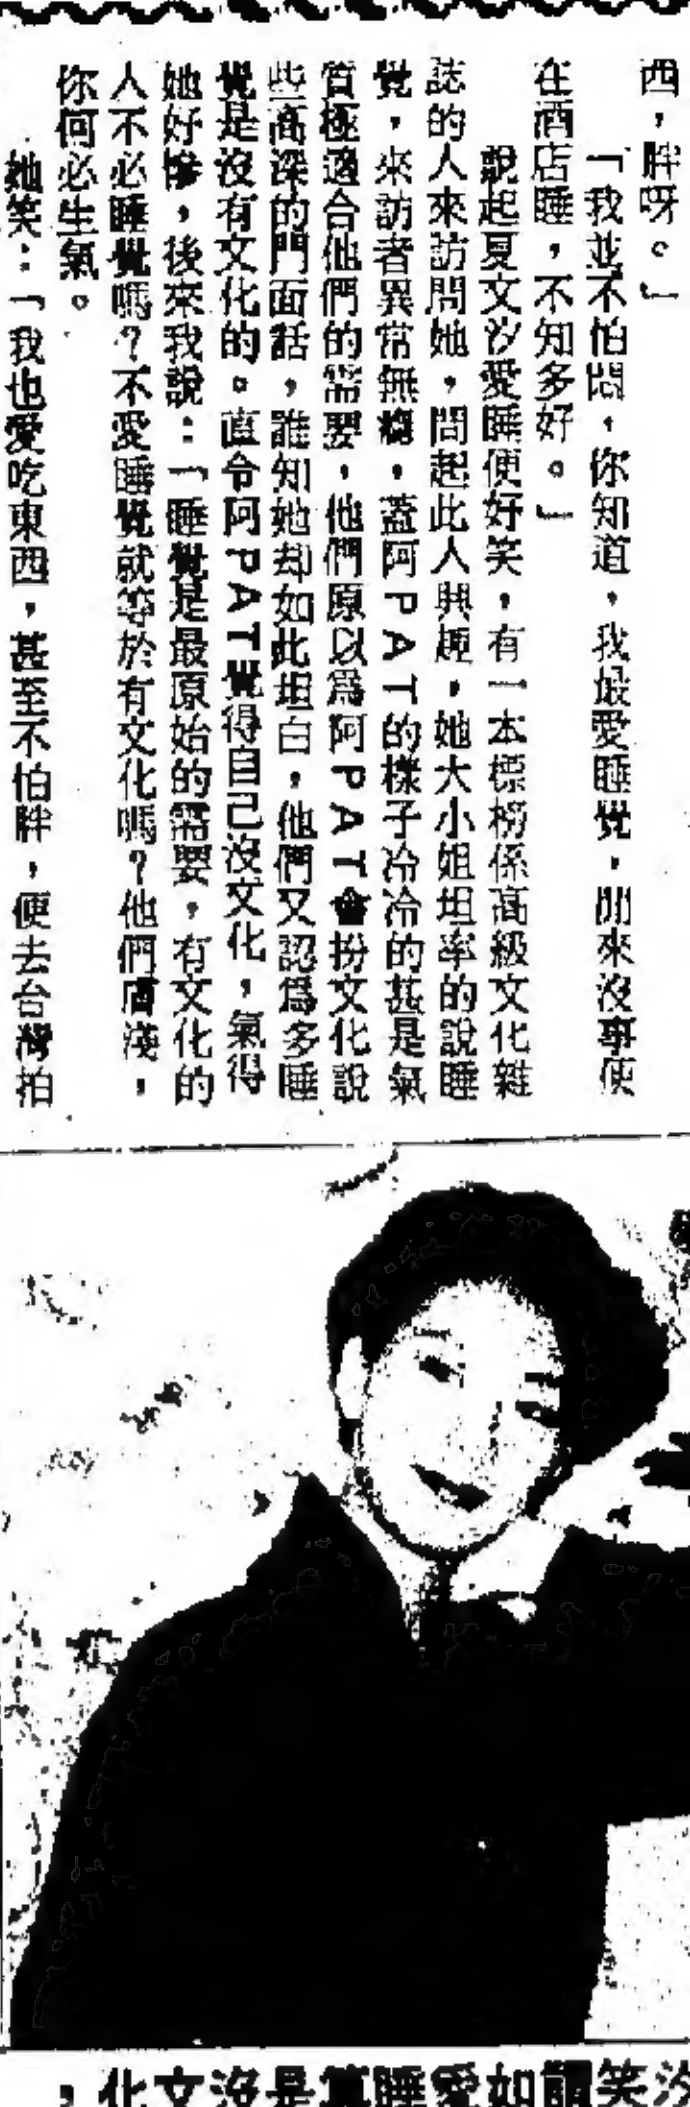 西，胖呀。」
「我並不怕悶，你知道，我最愛睡覺，閒來沒事便
在酒店睡，不知多好。」
說起夏文汐愛睡便好笑，有一本標榜係高級文化雜
誌的人來訪問她，問起此人興趣，她大小姐坦率的說睡
覺，來訪者異常無癮，蓋阿PAT的樣子冷冷的甚是氣
質極適合他們的需要，他們原以爲阿PAT會扮文化說
些高深的門面話，誰知她却如此坦白，他們又認爲多睡
覺是沒有文化的。直令阿PAT覺得自己沒文化，氣得
她好慘，後來我說：「睡覺是最原始的需要，有文化的
人不必睡覺嗎？不愛睡覺就等於有文化嗎？他們膚淺，
你何必生氣。
她笑：「我也愛吃東西，甚至不怕胖，便去台灣拍
汐笑謂如愛睡算是沒文化，